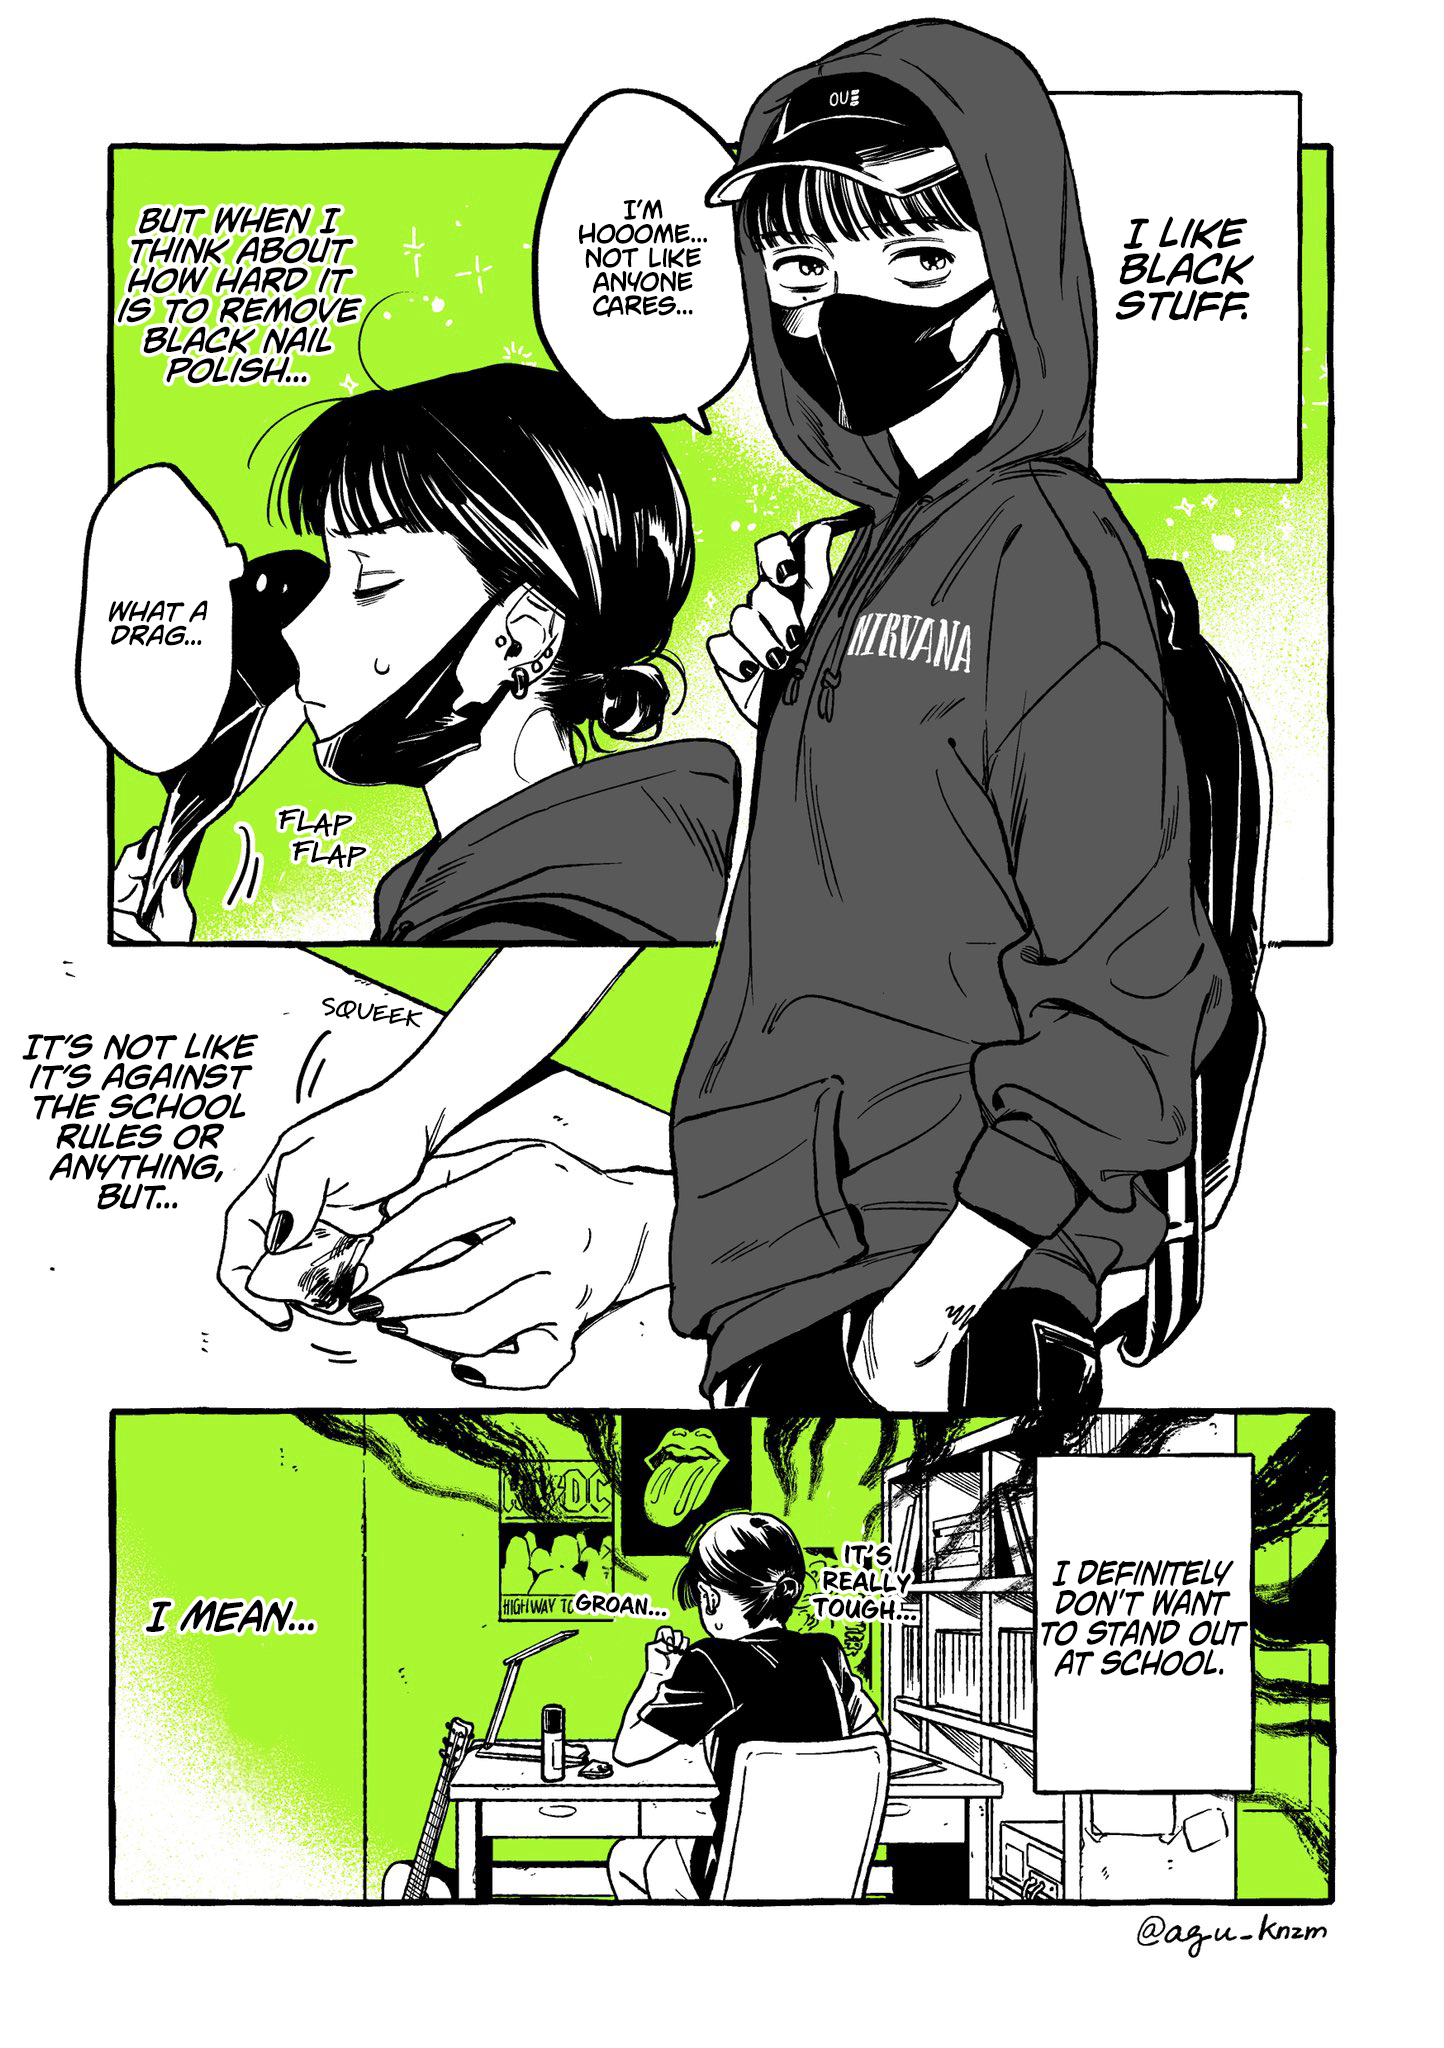 I LIKE
BLACK
STUFF.
OUE
I'M
HOOOME...
NOT LIKE
ANYONE
CARES...
NIRVANA
BUT WHEN I
THINK ABOUT
HOW HARD IT
IS TO REMOVE
BLACK NAIL
POLISH...
WHAT A
DRAG...
FLAP
FLAP
SQUEEK
IT'S NOT LIKE
IT'S AGAINST
THE SCHOOL
RULES OR
ANYTHING,
BUT...
I DEFINITELY
DON'T WANT
TO STAND OUT
AT SCHOOL.
IT'S
REALLY
TOUGH...
GROAN...
DC
HIGHWAY TO
I MEAN...
@agu_knzm